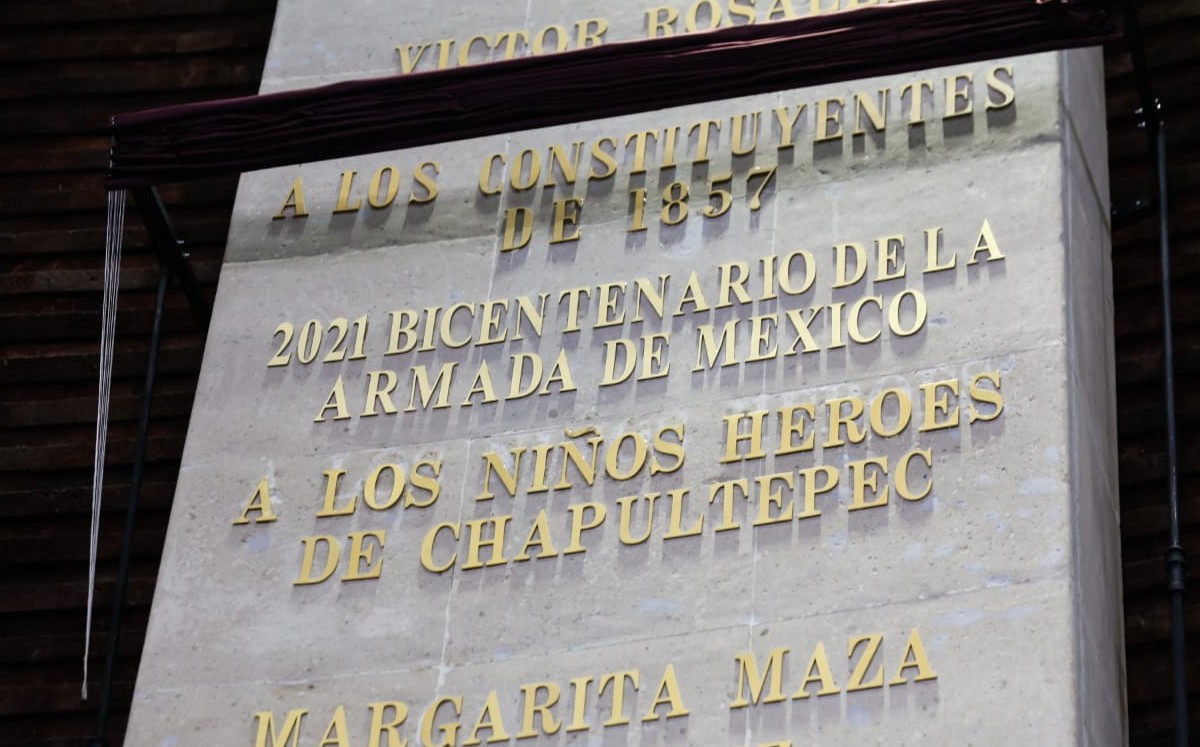 VICTOR ROSALES
A LOS CONSTITUYENTES
DE 1857
2021 BICENTENARIO DE LA
ARMADA DE MEXICO
A LOS NIÑOS HEROES
DE CHAPULTEPEC
MARGARITA MAZA